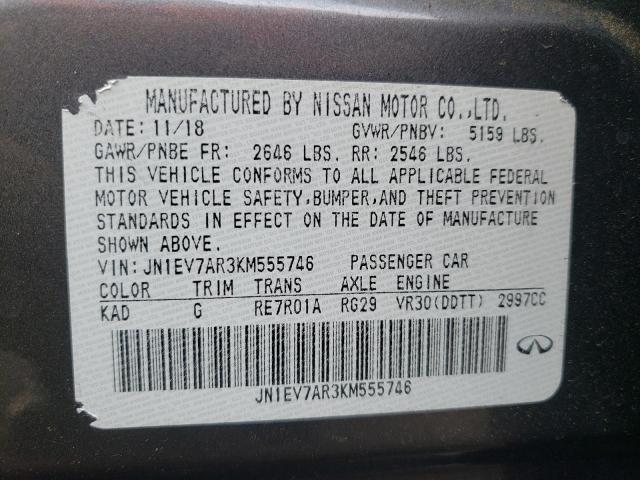 MANUFACTURED BY NISSAN MOTOR CO.,LTD.
DATE: 11/18 GVWR/PNBV: 5159 LBS.
GAWR/PNBE FR: 2646 LBS. RR: 2546 LBS.
THIS VEHICLE CONFORMS TO ALL APPLICABLE FEDERAL
MOTOR VEHICLE SAFETY,BUMPER,AND THEFT PREVENTION
STANDARDS IN EFFECT ON THE DATE OF MANUFACTURE
SHOWN ABOVE.
VIN:JN1EV7AR3KM555746 PASSENGER CAR
COLOR TRIM TRANS AXLE ENGINE
KAD G RE7R01A RG29 VR30(DDTT) 2997CC
JN1EV7AR3KM555746